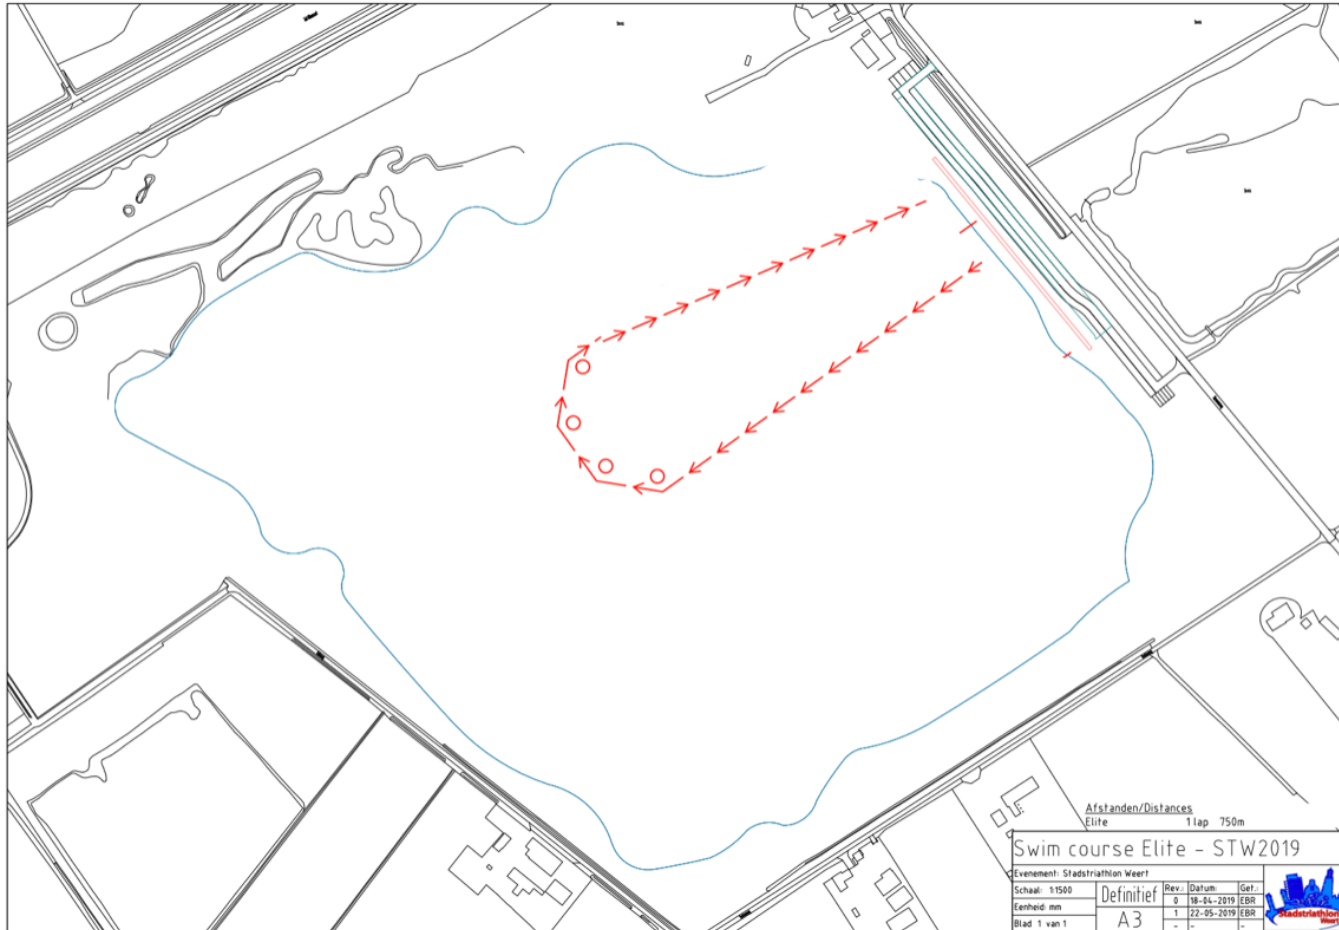 Afstanden/Distances
Elite 1 lap 750m
Swim course Elite - STW2019
Evenement: Stadstriathlon Weert
Schaal: 1:1500
Eenheid: mm
Blad 1 van 1
Definitief
A3
Rev.: Datum: Get.:
0 18-04-2019 EBR
1 22-05-2019 EBR
- - -
Stadstriathlon
Weert